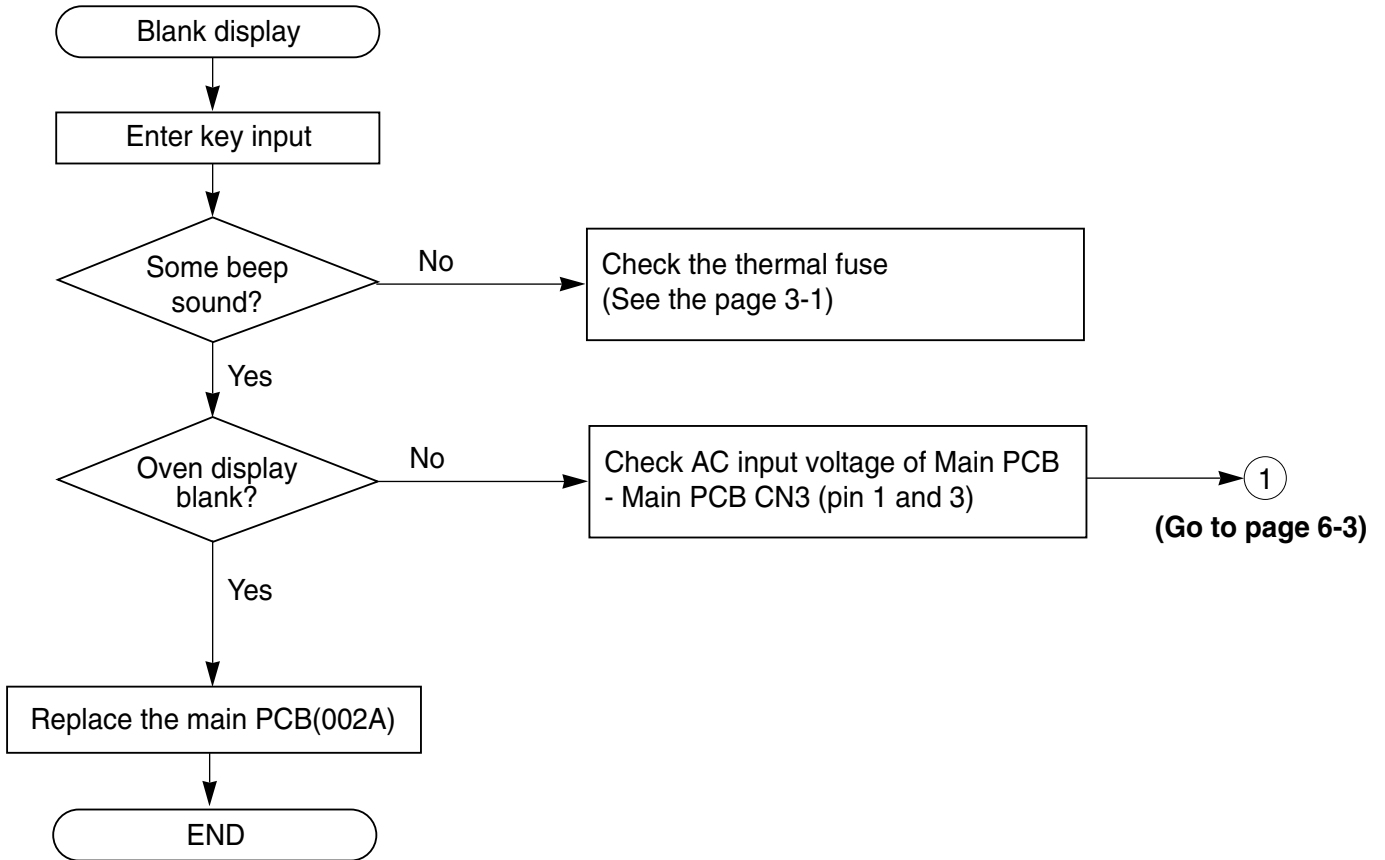 Blank display
Enter key input
Some beep
sound?
No
Check the thermal fuse
(See the page 3-1)
Yes
Oven display
blank?
No
Check AC input voltage of Main PCB
- Main PCB CN3 (pin 1 and 3)
1
(Go to page 6-3)
Yes
Replace the main PCB(002A)
END